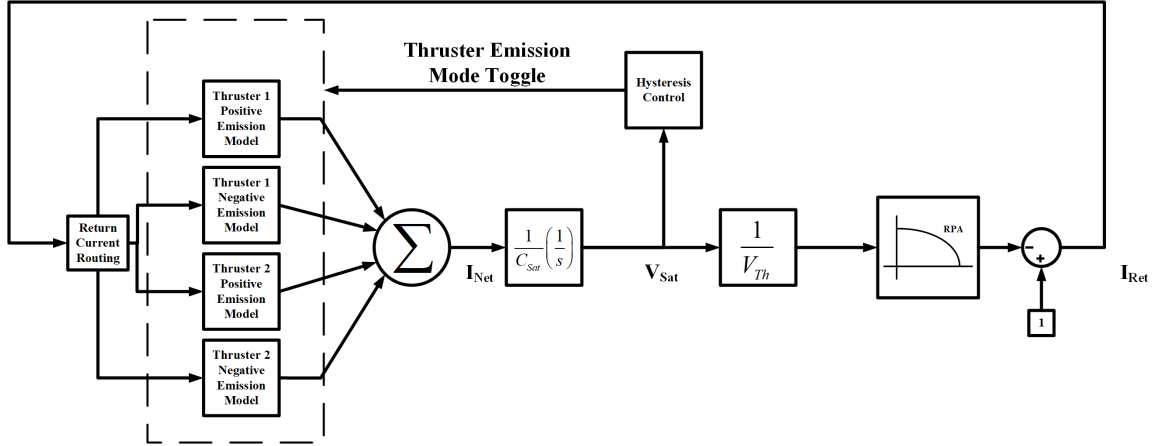 Thruster Emission
Mode Toggle
Hysteresis
Control
Thruster 1
Positive
Emission
Model
Thruster 1
Negative
Emission
Model
Return
Current
Routing
Thruster 2
Positive
Emission
Model
Thruster 2
Negative
Emission
Model
∑
I_Net
1/C_Sat (1/s)
V_Sat
1/V_Th
RPA
−
+
1
I_Ret